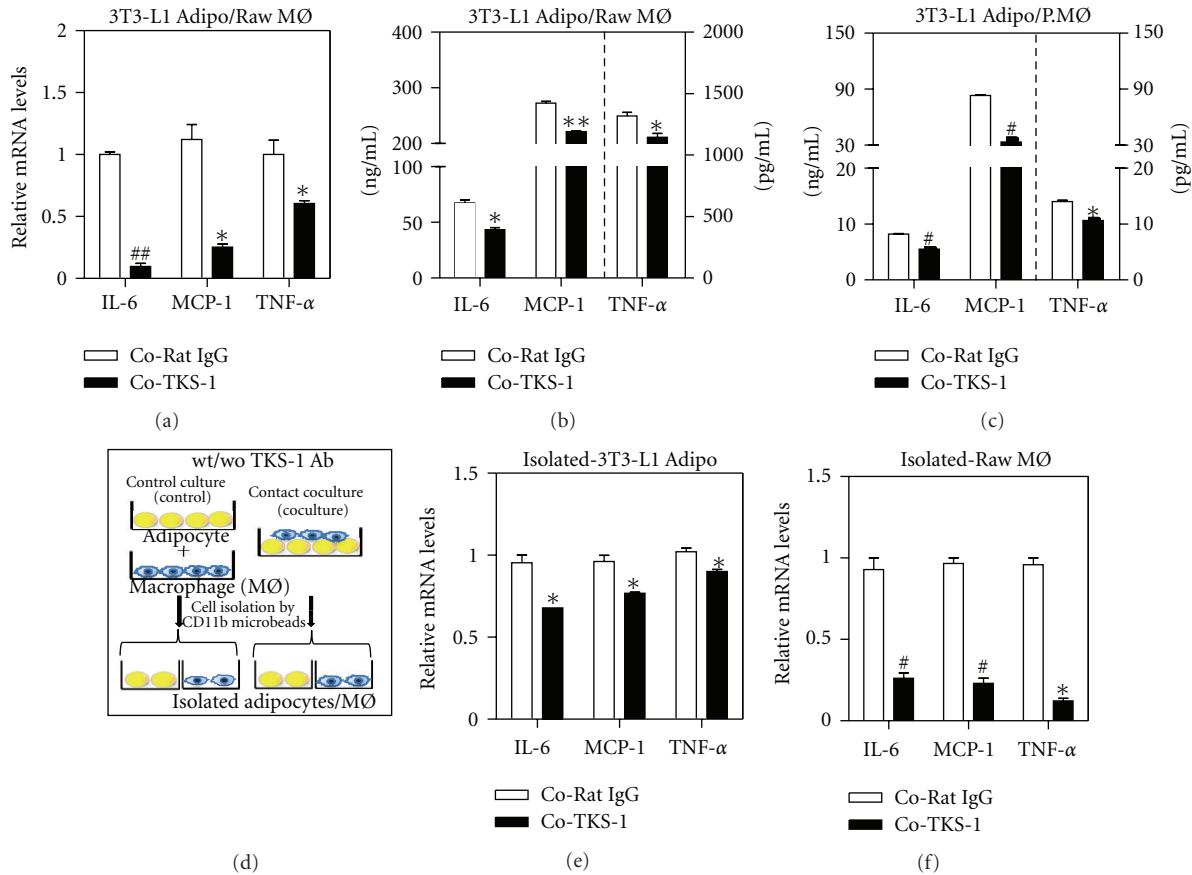 3T3-L1 Adipo/Raw MØ
Relative mRNA levels
2
1.5
1
0.5
0
##
*
*
IL-6
MCP-1
TNF-α
Co-Rat IgG
Co-TKS-1
(a)
3T3-L1 Adipo/Raw MØ
(ng/mL)
400
300
200
100
50
0
2000
1600
1200
1000
800
400
0
(pg/mL)
*
**
*
IL-6
MCP-1
TNF-α
Co-Rat IgG
Co-TKS-1
(b)
3T3-L1 Adipo/P.MØ
(ng/mL)
150
90
30
20
10
0
150
90
30
20
10
0
(pg/mL)
#
#
*
IL-6
MCP-1
TNF-α
Co-Rat IgG
Co-TKS-1
(c)
wt/wo TKS-1 Ab
Control culture
(control)
Contact coculture
(coculture)
Adipocyte
+
Macrophage (MØ)
Cell isolation by
CD11b microbeads
Isolated adipocytes/MØ
(d)
Isolated-3T3-L1 Adipo
Relative mRNA levels
1.5
1
0.5
0
*
*
*
IL-6
MCP-1
TNF-α
Co-Rat IgG
Co-TKS-1
(e)
Isolated-Raw MØ
Relative mRNA levels
1.5
1
0.5
0
#
#
*
IL-6
MCP-1
TNF-α
Co-Rat IgG
Co-TKS-1
(f)